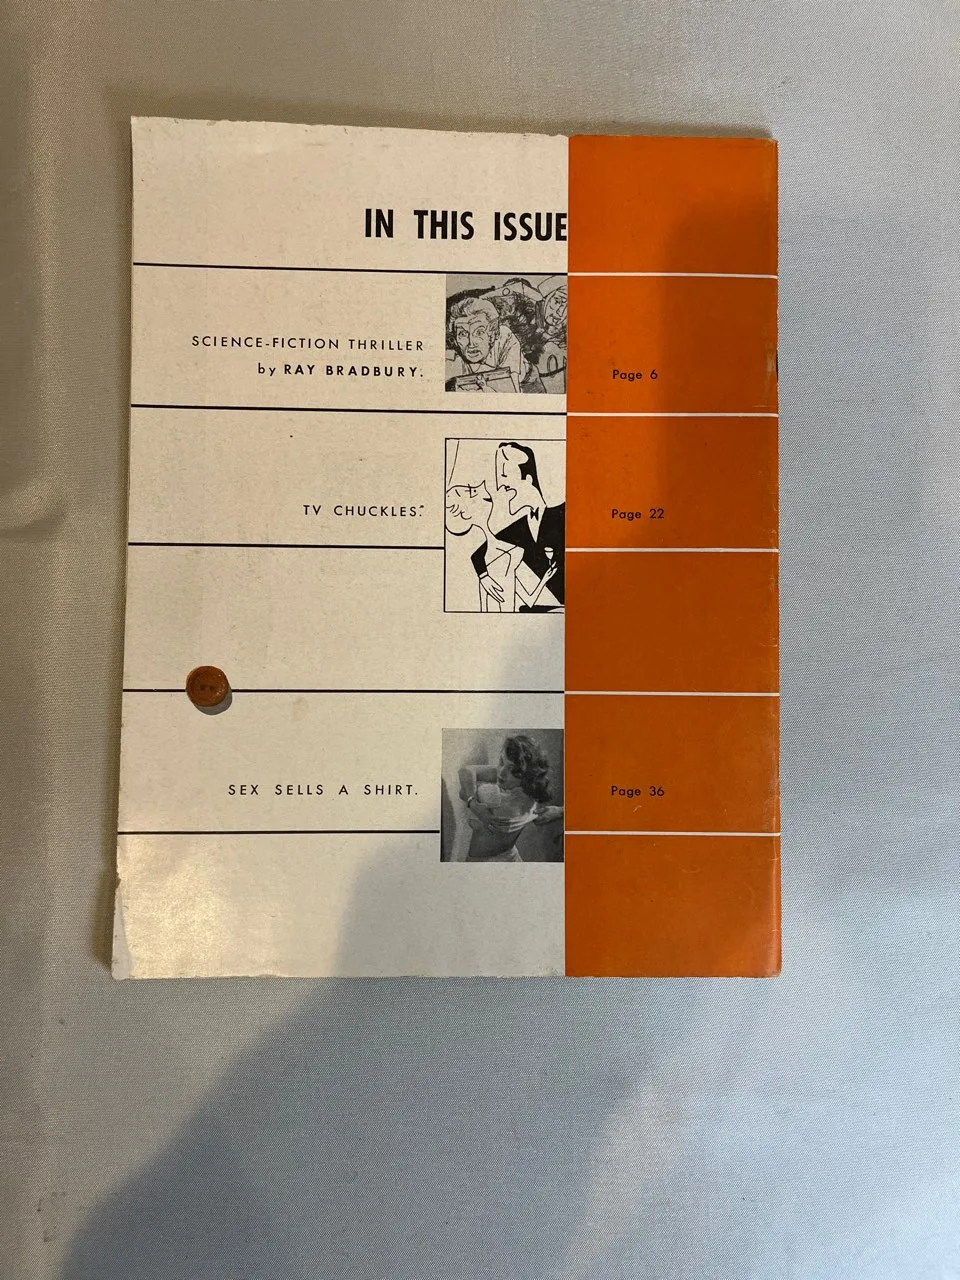 IN THIS ISSUE
SCIENCE-FICTION THRILLER
by RAY BRADBURY.
Page 6
TV CHUCKLES.
Page 22
SEX SELLS A SHIRT.
Page 36